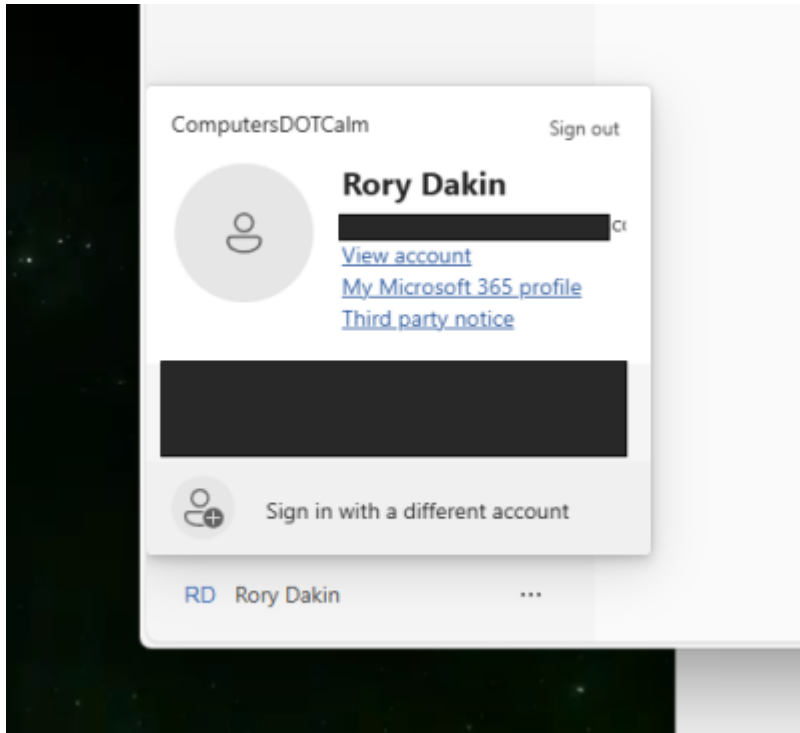 ComputersDOTCalm
Sign out
Rory Dakin
View account
My Microsoft 365 profile
Third party notice
Sign in with a different account
RD Rory Dakin